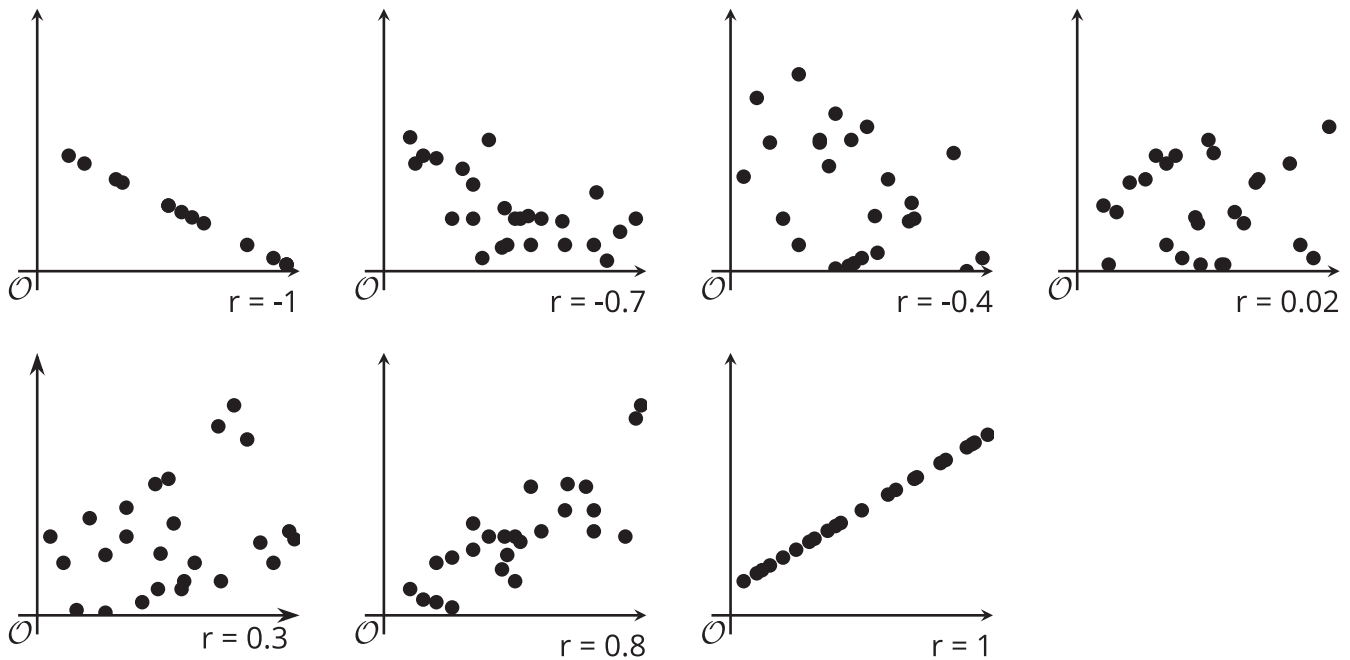 O
r = -1
O
r = -0.7
O
r = -0.4
O
r = 0.02
O
r = 0.3
O
r = 0.8
O
r = 1